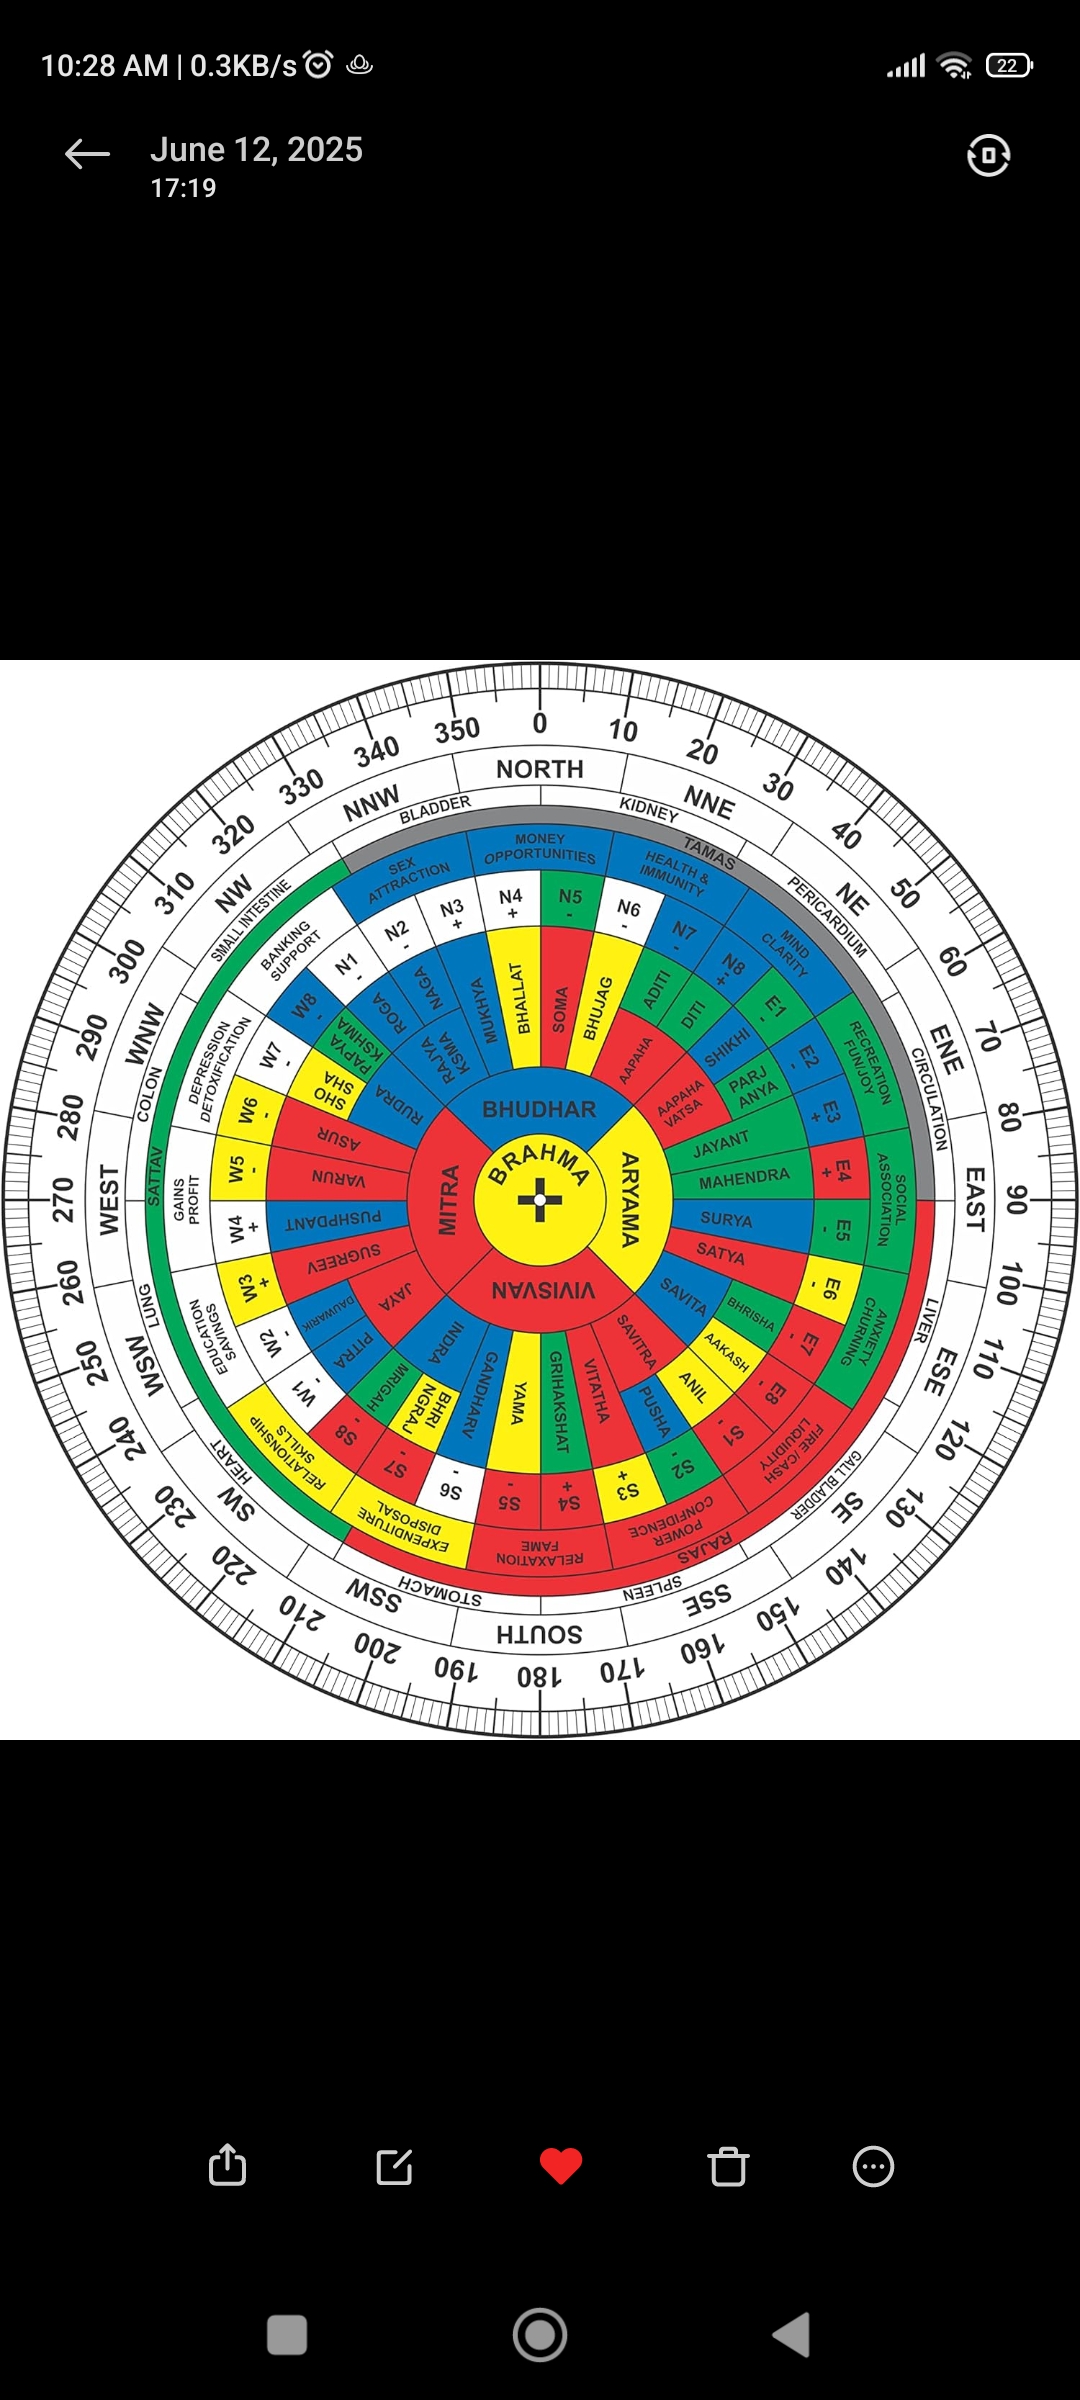 10:28 AM | 0.3KB/s
22
June 12, 2025
17:19
0
10
20
30
40
50
60
70
80
90
100
110
120
130
140
150
160
170
180
190
200
210
220
230
240
250
260
270
280
290
300
310
320
330
340
350
NORTH
NNE
NE
ENE
EAST
ESE
SE
SSE
SOUTH
SSW
SW
WSW
WEST
WNW
NW
NNW
KIDNEY
PERICARDIUM
CIRCULATION
LIVER
GALL BLADDER
SPLEEN
STOMACH
HEART
LUNG
COLON
SMALL INTESTINE
BLADDER
TAMAS
RAJAS
SATTAV
MONEY
OPPORTUNITIES
HEALTH &
IMMUNITY
MIND
CLARITY
RECREATION
FUN/JOY
SOCIAL
ASSOCIATION
ANXIETY
CHURNING
FIRE / CASH
LIQUIDITY
POWER
CONFIDENCE
RELAXATION
FAME
EXPENDITURE
DISPOSAL
RELATIONSHIP
SKILLS
EDUCATION
SAVINGS
GAINS
PROFIT
DEPRESSION
DETOXIFICATION
BANKING
SUPPORT
SEX
ATTRACTION
N1
-
N2
-
N3
+
N4
+
N5
-
N6
-
N7
-
N8
+
E1
-
E2
-
E3
+
E4
+
E5
-
E6
-
E7
-
E8
-
S1
-
S2
-
S3
+
S4
+
S5
-
S6
-
S7
-
S8
-
W1
-
W2
-
W3
+
W4
+
W5
-
W6
-
W7
-
W8
-
ROGA
NAGA
MUKHYA
BHALLAT
SOMA
BHUJAG
ADITI
DITI
SHIKHI
PARJ
ANYA
JAYANT
MAHENDRA
SURYA
SATYA
BHRISHA
AAKASH
ANIL
PUSHA
VITATHA
GRIHAKSHAT
YAMA
GANDHARV
BHRI
NGRAJ
MRIGAH
PITRA
DAUWARIK
SUGREEV
PUSHPDANT
VARUN
ASUR
SHO
SHA
PAPYA
KSHMA
RUDRA
RAJYA
KSMA
AAPAHA
AAPAHA
VATSA
SAVITA
SAVITRA
INDRA
JAYA
BHUDHAR
ARYAMA
VIVISVAN
MITRA
BRAHMA